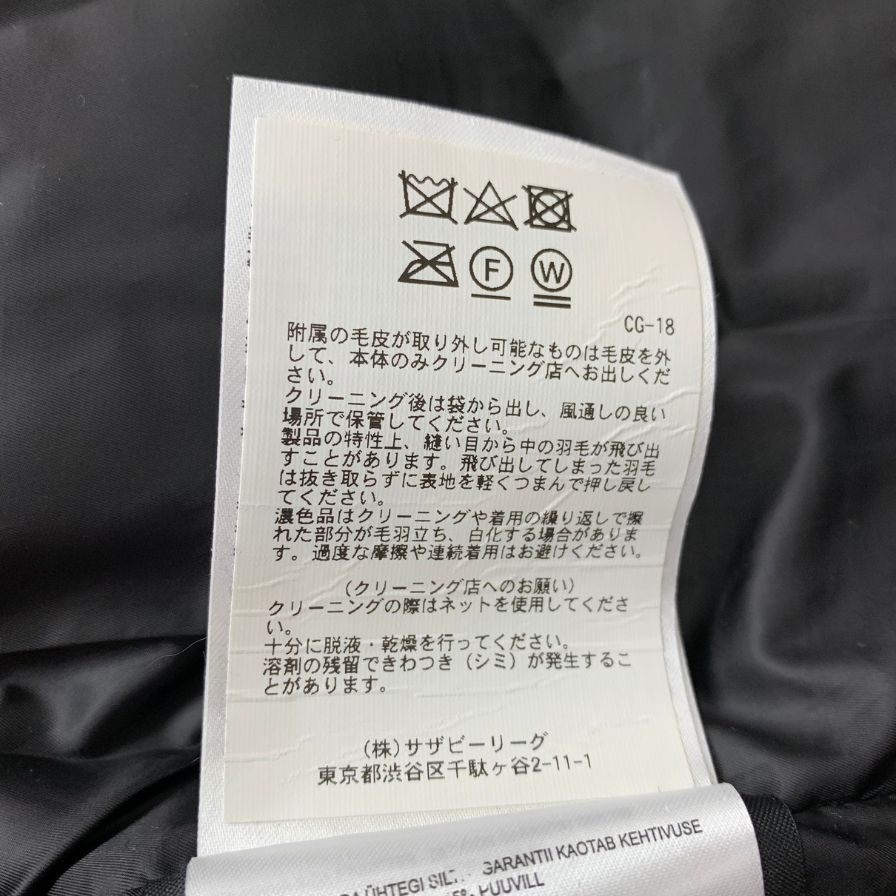 F W
CG-18
附属の毛皮が取り外し可能なものは毛皮を外
して、本体のみクリーニング店へお出しくだ
さい。
クリーニング後は袋から出し、風通しの良い
場所で保管してください。
製品の特性上、縫い目から中の羽毛が飛び出
すことがあります。飛び出してしまった羽毛
は抜き取らずに表地を軽くつまんで押し戻し
てください。
濃色品はクリーニングや着用の繰り返しで擦
れた部分が毛羽立ち、白化する場合がありま
す。過度な摩擦や連続着用はお避けください。
(クリーニング店へのお願い)
クリーニングの際はネットを使用してくださ
い。
十分に脱液・乾燥を行ってください。
溶剤の残留できわつき(シミ)が発生するこ
とがあります。
(株)サザビーリーグ
東京都渋谷区千駄ヶ谷2-11-1
ÜHTEGI GARANTII KAOTAB KEHTIVUSE
PUUVILL